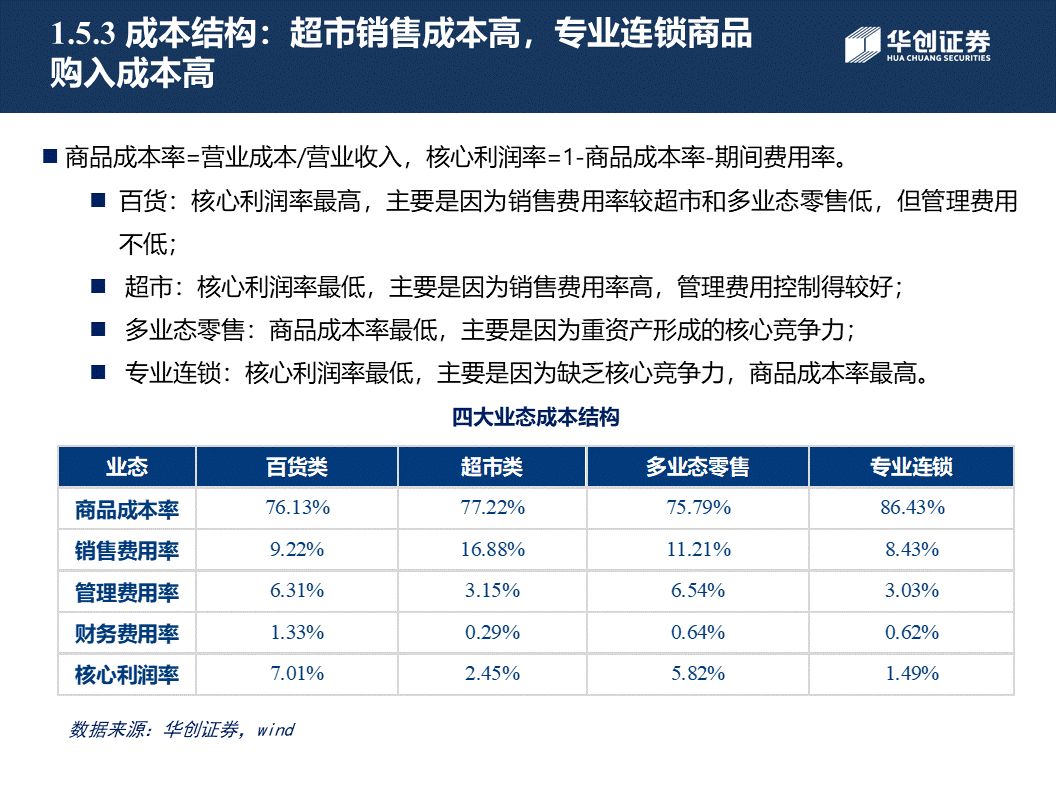 1.5.3 成本结构：超市销售成本高，专业连锁商品
购入成本高
华创证券
HUA CHUANG SECURITIES
商品成本率=营业成本/营业收入，核心利润率=1-商品成本率-期间费用率。
百货：核心利润率最高，主要是因为销售费用率较超市和多业态零售低，但管理费用
不低；
超市：核心利润率最低，主要是因为销售费用率高，管理费用控制得较好；
多业态零售：商品成本率最低，主要是因为重资产形成的核心竞争力；
专业连锁：核心利润率最低，主要是因为缺乏核心竞争力，商品成本率最高。
四大业态成本结构
业态 百货类 超市类 多业态零售 专业连锁
商品成本率 76.13% 77.22% 75.79% 86.43%
销售费用率 9.22% 16.88% 11.21% 8.43%
管理费用率 6.31% 3.15% 6.54% 3.03%
财务费用率 1.33% 0.29% 0.64% 0.62%
核心利润率 7.01% 2.45% 5.82% 1.49%
数据来源：华创证券，wind